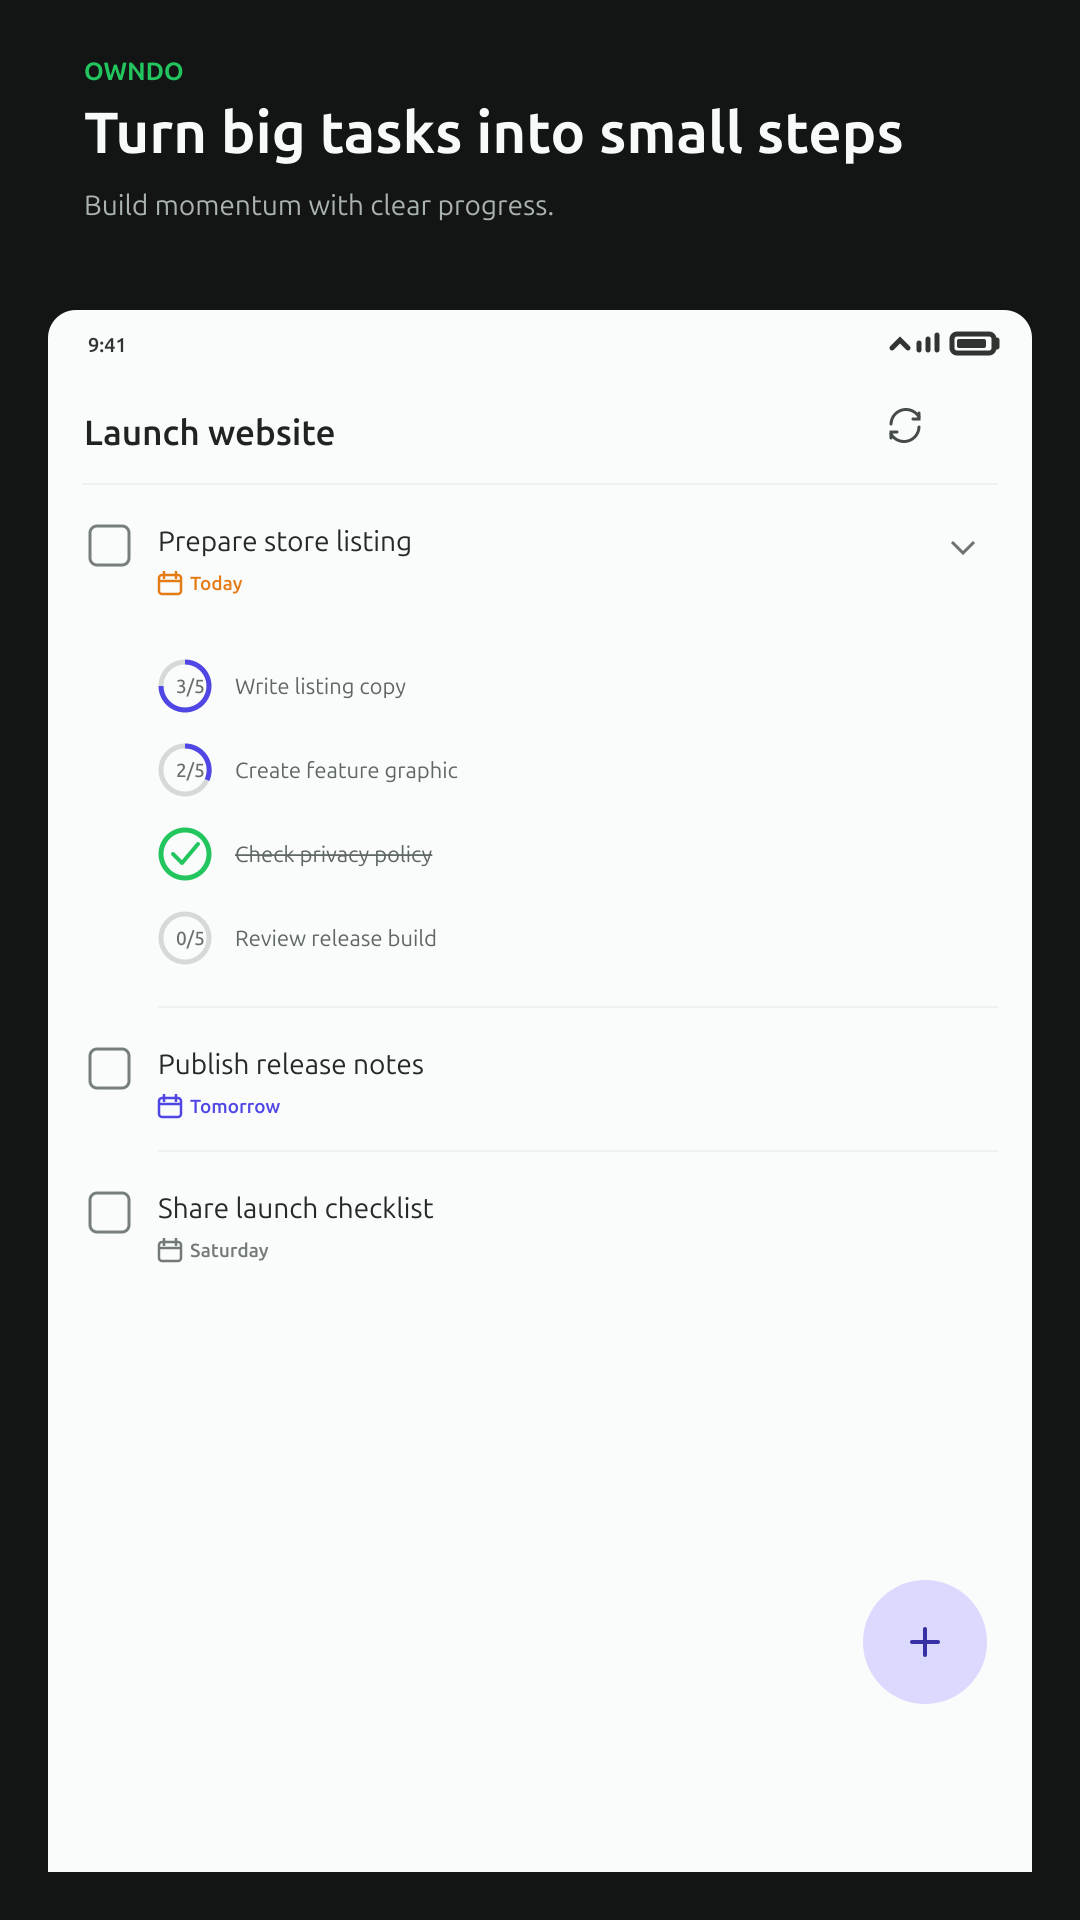 OWNDO
Turn big tasks into small steps
Build momentum with clear progress.
9:41
Launch website
Prepare store listing
Today
3/5 Write listing copy
2/5 Create feature graphic
Check privacy policy
0/5 Review release build
Publish release notes
Tomorrow
Share launch checklist
Saturday